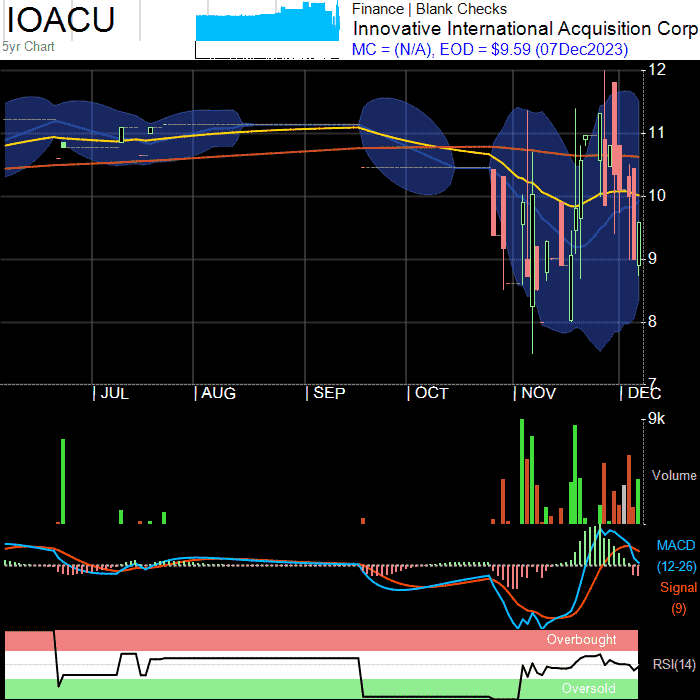 IOACU
5yr Chart
Finance | Blank Checks
Innovative International Acquisition Corp
MC = (N/A), EOD = $9.59 (07Dec2023)
12
11
10
9
8
7
JUL
AUG
SEP
OCT
NOV
DEC
9k
Volume
MACD
(12-26)
Signal
(9)
Overbought
RSI(14)
Oversold